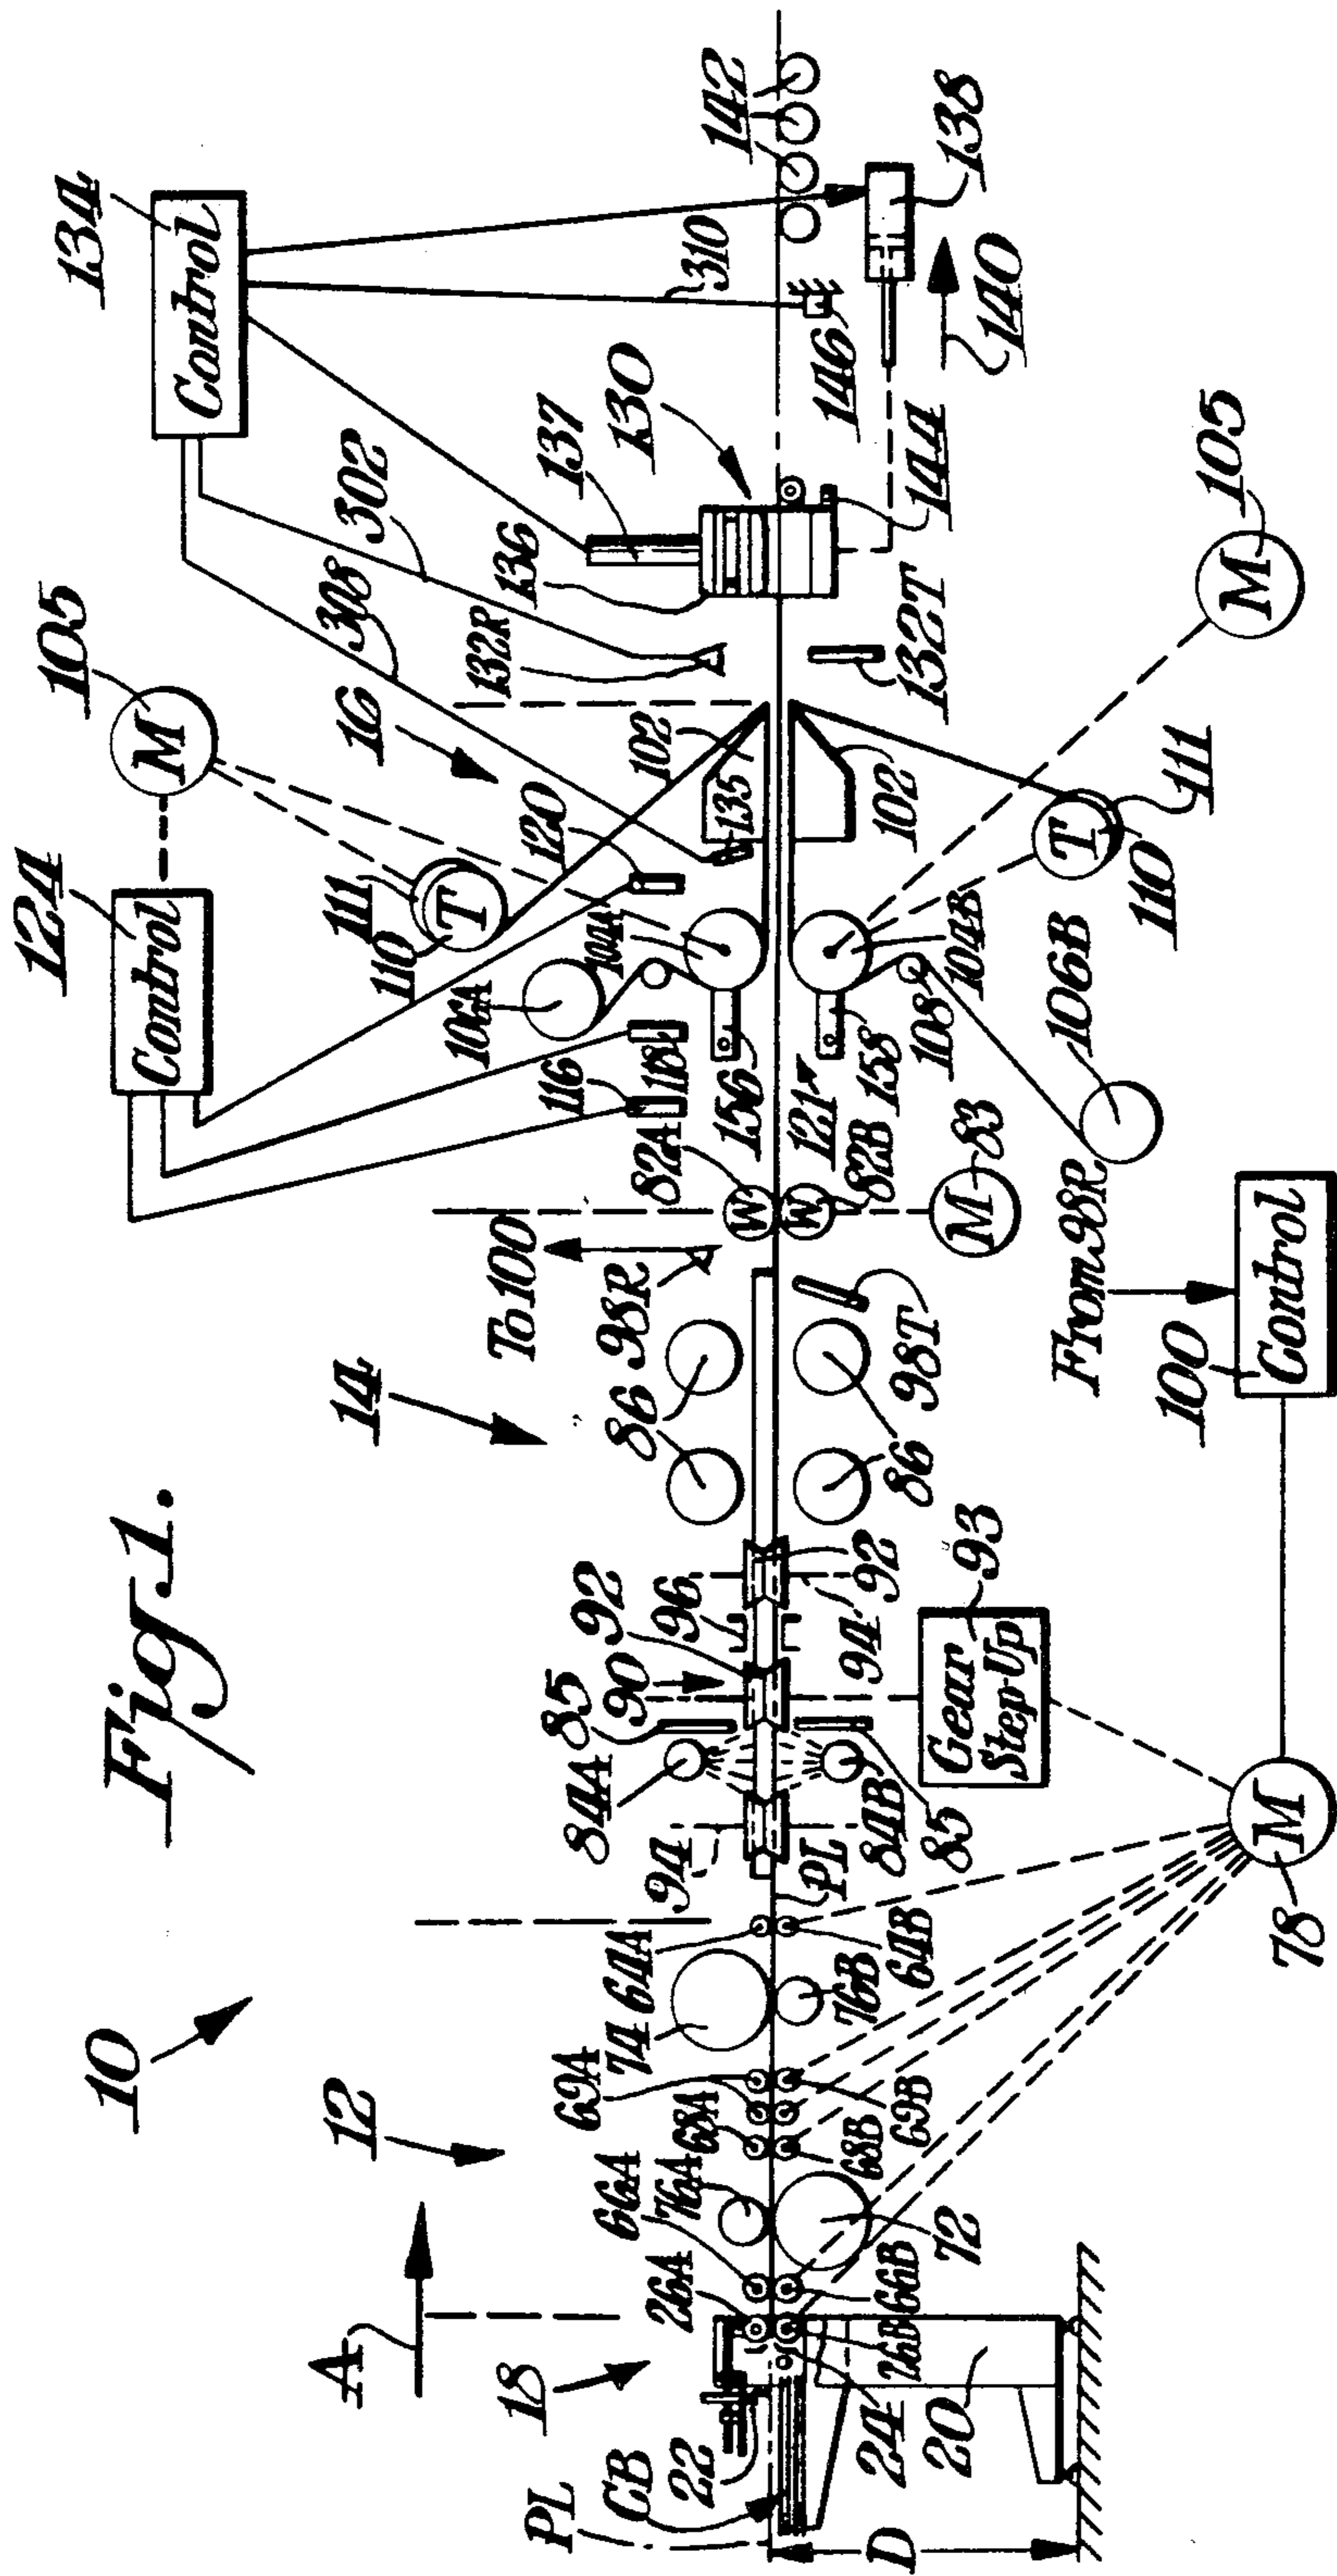 Fig. 1.
10
12
14
16
18
A
PL
CB
22
D
20
24
26A
26B
66A
66B
76A
72
68A
68B
69A
69B
74
76B
64A
64B
PL
78
M
94
84A
84B
85
85
90
92
92
96
94
93
Gear
Step-Up
86
86
98R
98T
To 100
From 98R
100
Control
82A
82B
W
W
M
83
116
118
120
121
156
158
124
Control
105
M
111
110
T
106A
104A
104B
108
106B
102
102
135
T
110
111
M
105
308
302
132R
132T
136
137
130
144
134
Control
310
146
140
138
142